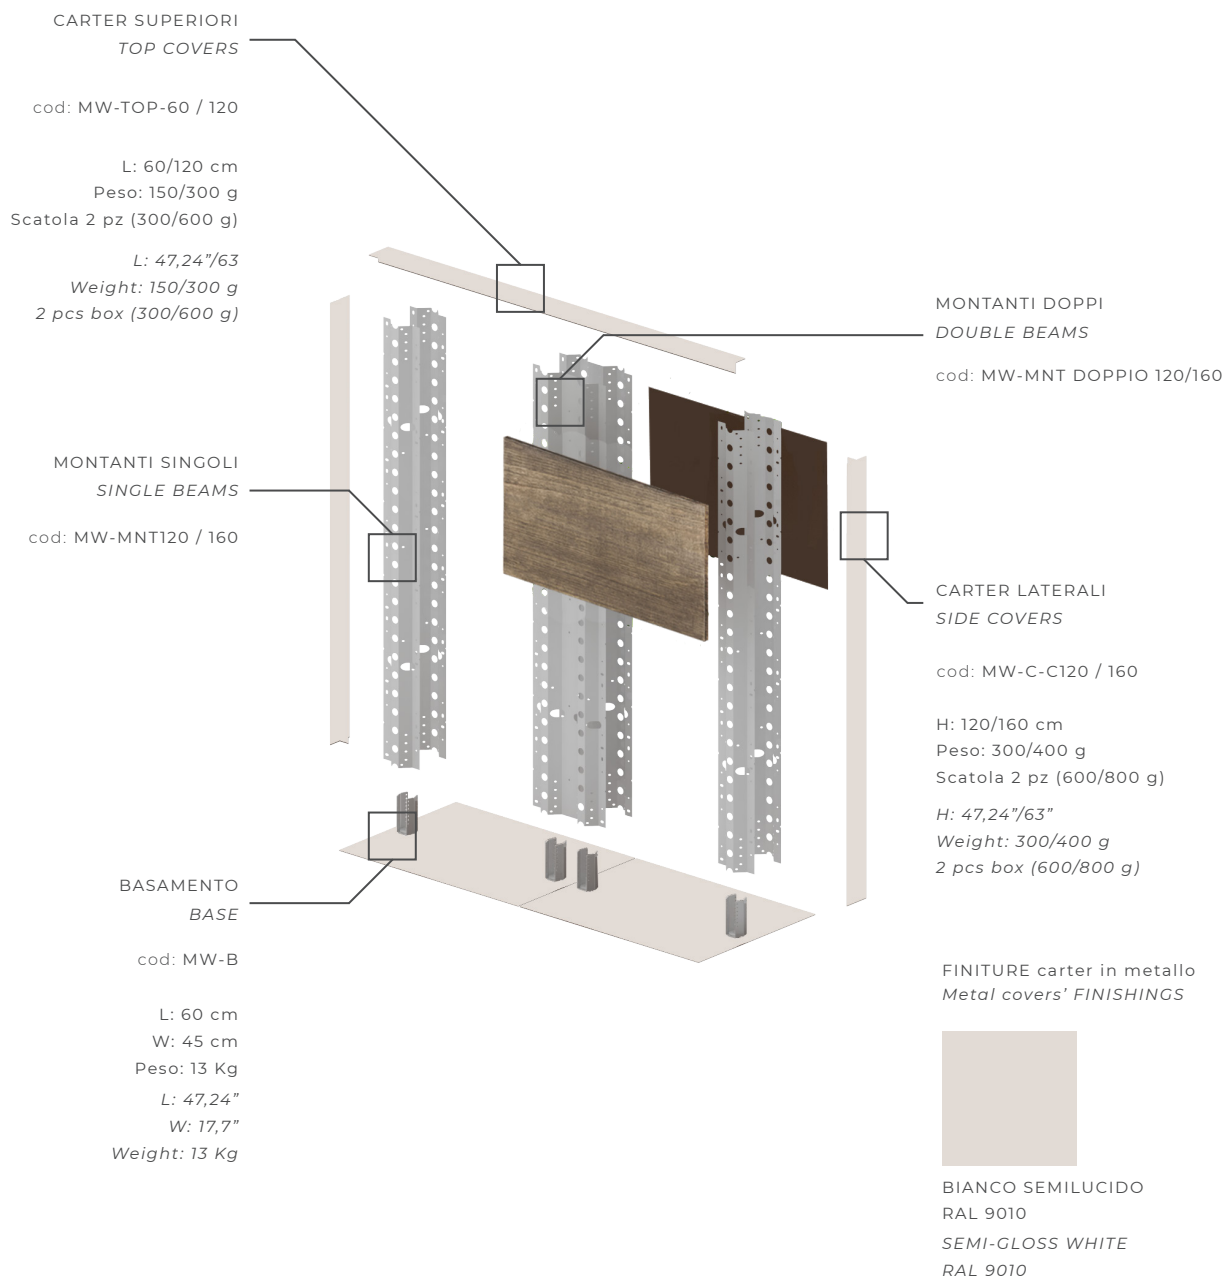 CARTER SUPERIORI
TOP COVERS
cod: MW-TOP-60 / 120
L: 60/120 cm
Peso: 150/300 g
Scatola 2 pz (300/600 g)
L: 47,24”/63
Weight: 150/300 g
2 pcs box (300/600 g)
MONTANTI DOPPI
DOUBLE BEAMS
cod: MW-MNT DOPPIO 120/160
MONTANTI SINGOLI
SINGLE BEAMS
cod: MW-MNT120 / 160
CARTER LATERALI
SIDE COVERS
cod: MW-C-C120 / 160
H: 120/160 cm
Peso: 300/400 g
Scatola 2 pz (600/800 g)
H: 47,24”/63”
Weight: 300/400 g
2 pcs box (600/800 g)
BASAMENTO
BASE
cod: MW-B
L: 60 cm
W: 45 cm
Peso: 13 Kg
L: 47,24”
W: 17,7”
Weight: 13 Kg
FINITURE carter in metallo
Metal covers’ FINISHINGS
BIANCO SEMILUCIDO
RAL 9010
SEMI-GLOSS WHITE
RAL 9010